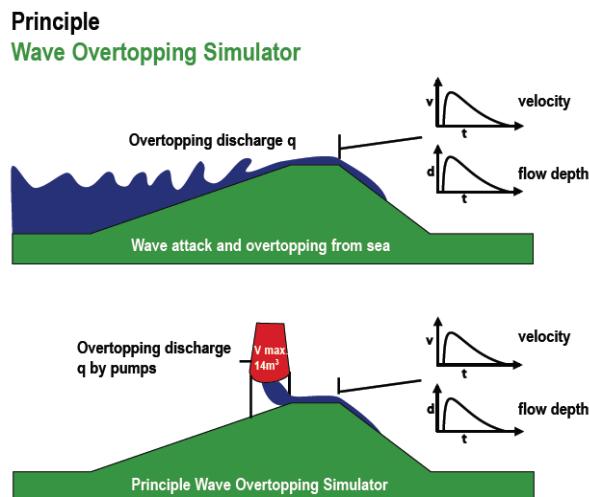 Principle
Wave Overtopping Simulator
v
velocity
t
Overtopping discharge q
d
flow depth
t
Wave attack and overtopping from sea
Overtopping discharge
q by pumps
V max.
14m³
v
velocity
t
d
flow depth
t
Principle Wave Overtopping Simulator